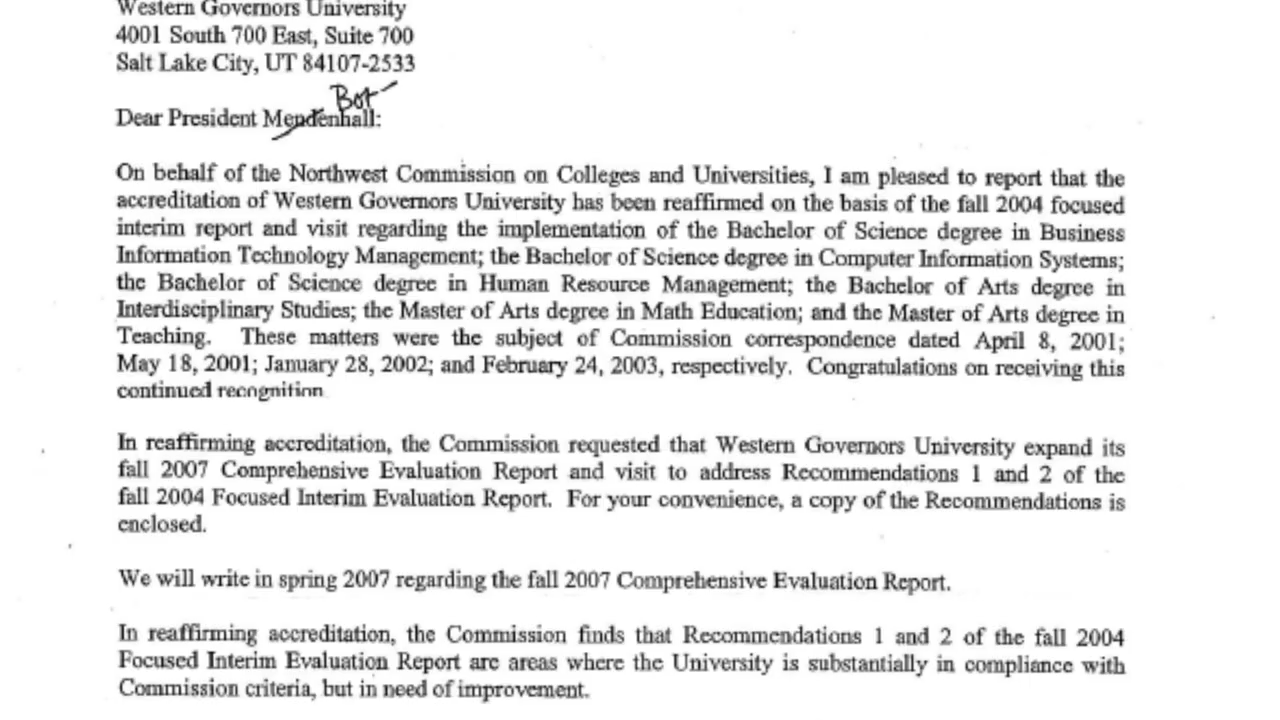 Western Governors University
4001 South 700 East, Suite 700
Salt Lake City, UT 84107-2533
Bob
Dear President Mendenhall:
On behalf of the Northwest Commission on Colleges and Universities, I am pleased to report that the
accreditation of Western Governors University has been reaffirmed on the basis of the fall 2004 focused
interim report and visit regarding the implementation of the Bachelor of Science degree in Business
Information Technology Management; the Bachelor of Science degree in Computer Information Systems;
the Bachelor of Science degree in Human Resource Management; the Bachelor of Arts degree in
Interdisciplinary Studies; the Master of Arts degree in Math Education; and the Master of Arts degree in
Teaching. These matters were the subject of Commission correspondence dated April 8, 2001;
May 18, 2001; January 28, 2002; and February 24, 2003, respectively. Congratulations on receiving this
continued recognition
In reaffirming accreditation, the Commission requested that Western Governors University expand its
fall 2007 Comprehensive Evaluation Report and visit to address Recommendations 1 and 2 of the
fall 2004 Focused Interim Evaluation Report. For your convenience, a copy of the Recommendations is
enclosed.
We will write in spring 2007 regarding the fall 2007 Comprehensive Evaluation Report.
In reaffirming accreditation, the Commission finds that Recommendations 1 and 2 of the fall 2004
Focused Interim Evaluation Report are areas where the University is substantially in compliance with
Commission criteria, but in need of improvement.